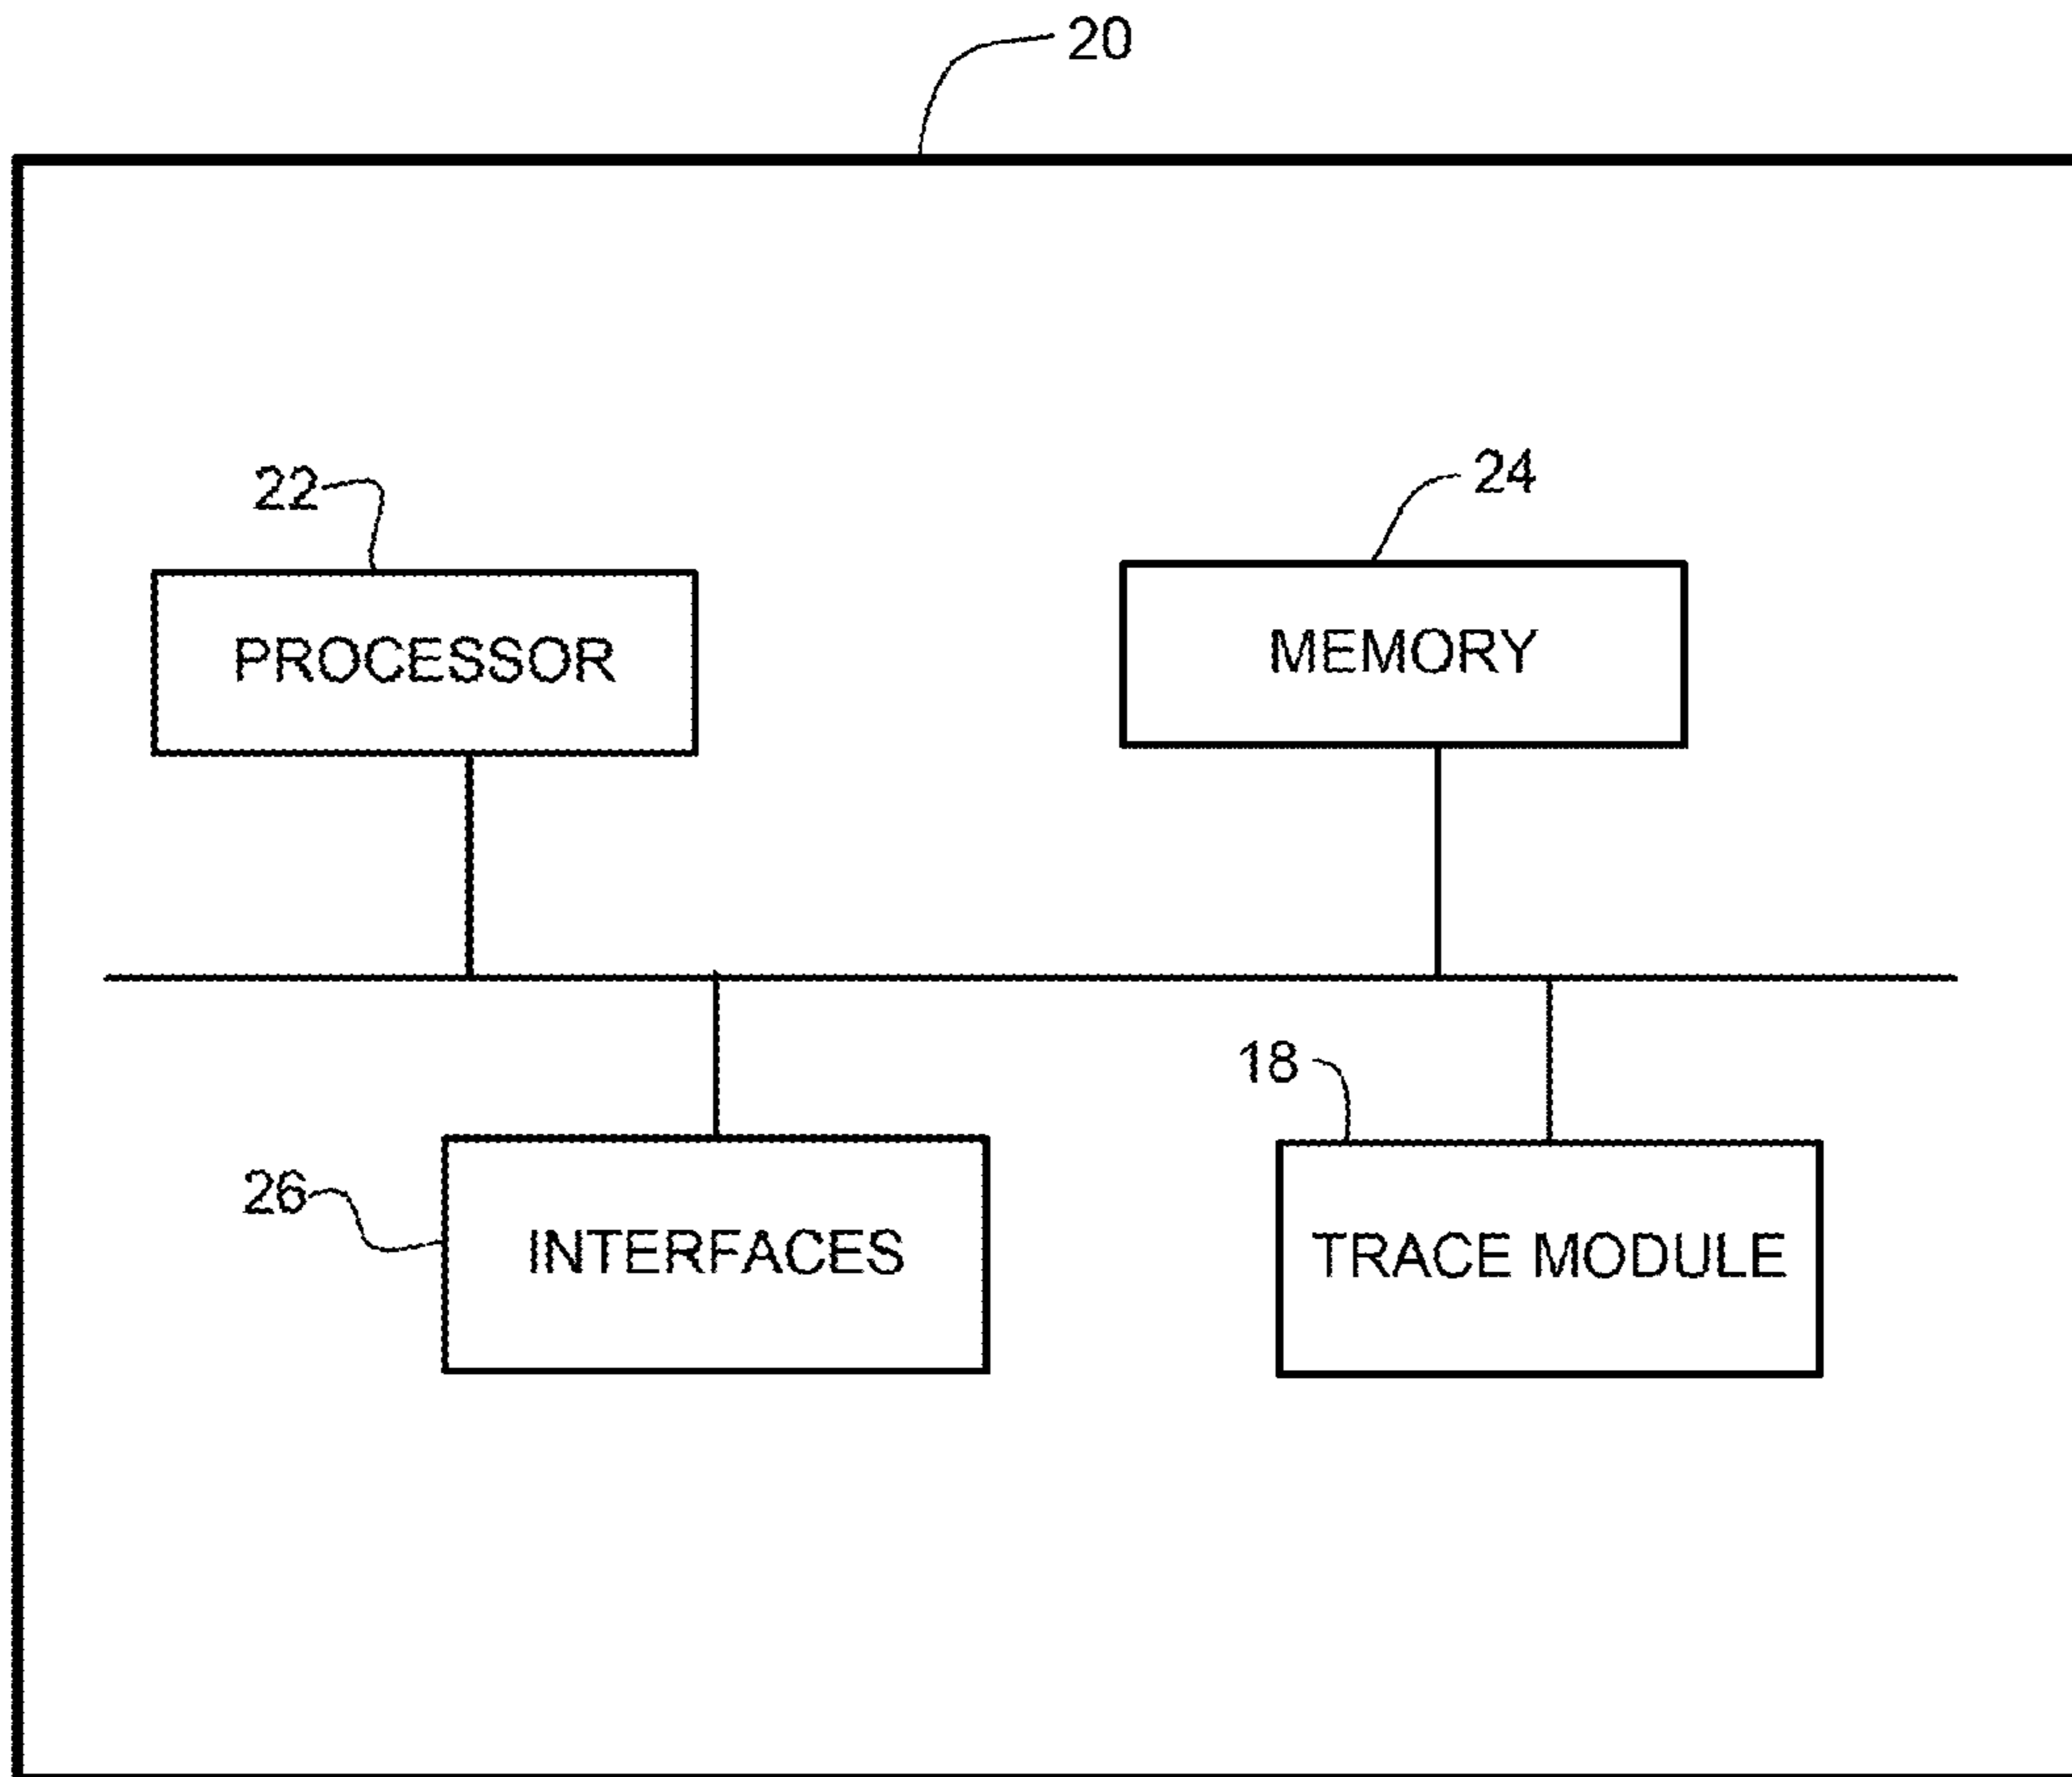 20
22
24
PROCESSOR
MEMORY
18
26
INTERFACES
TRACE MODULE